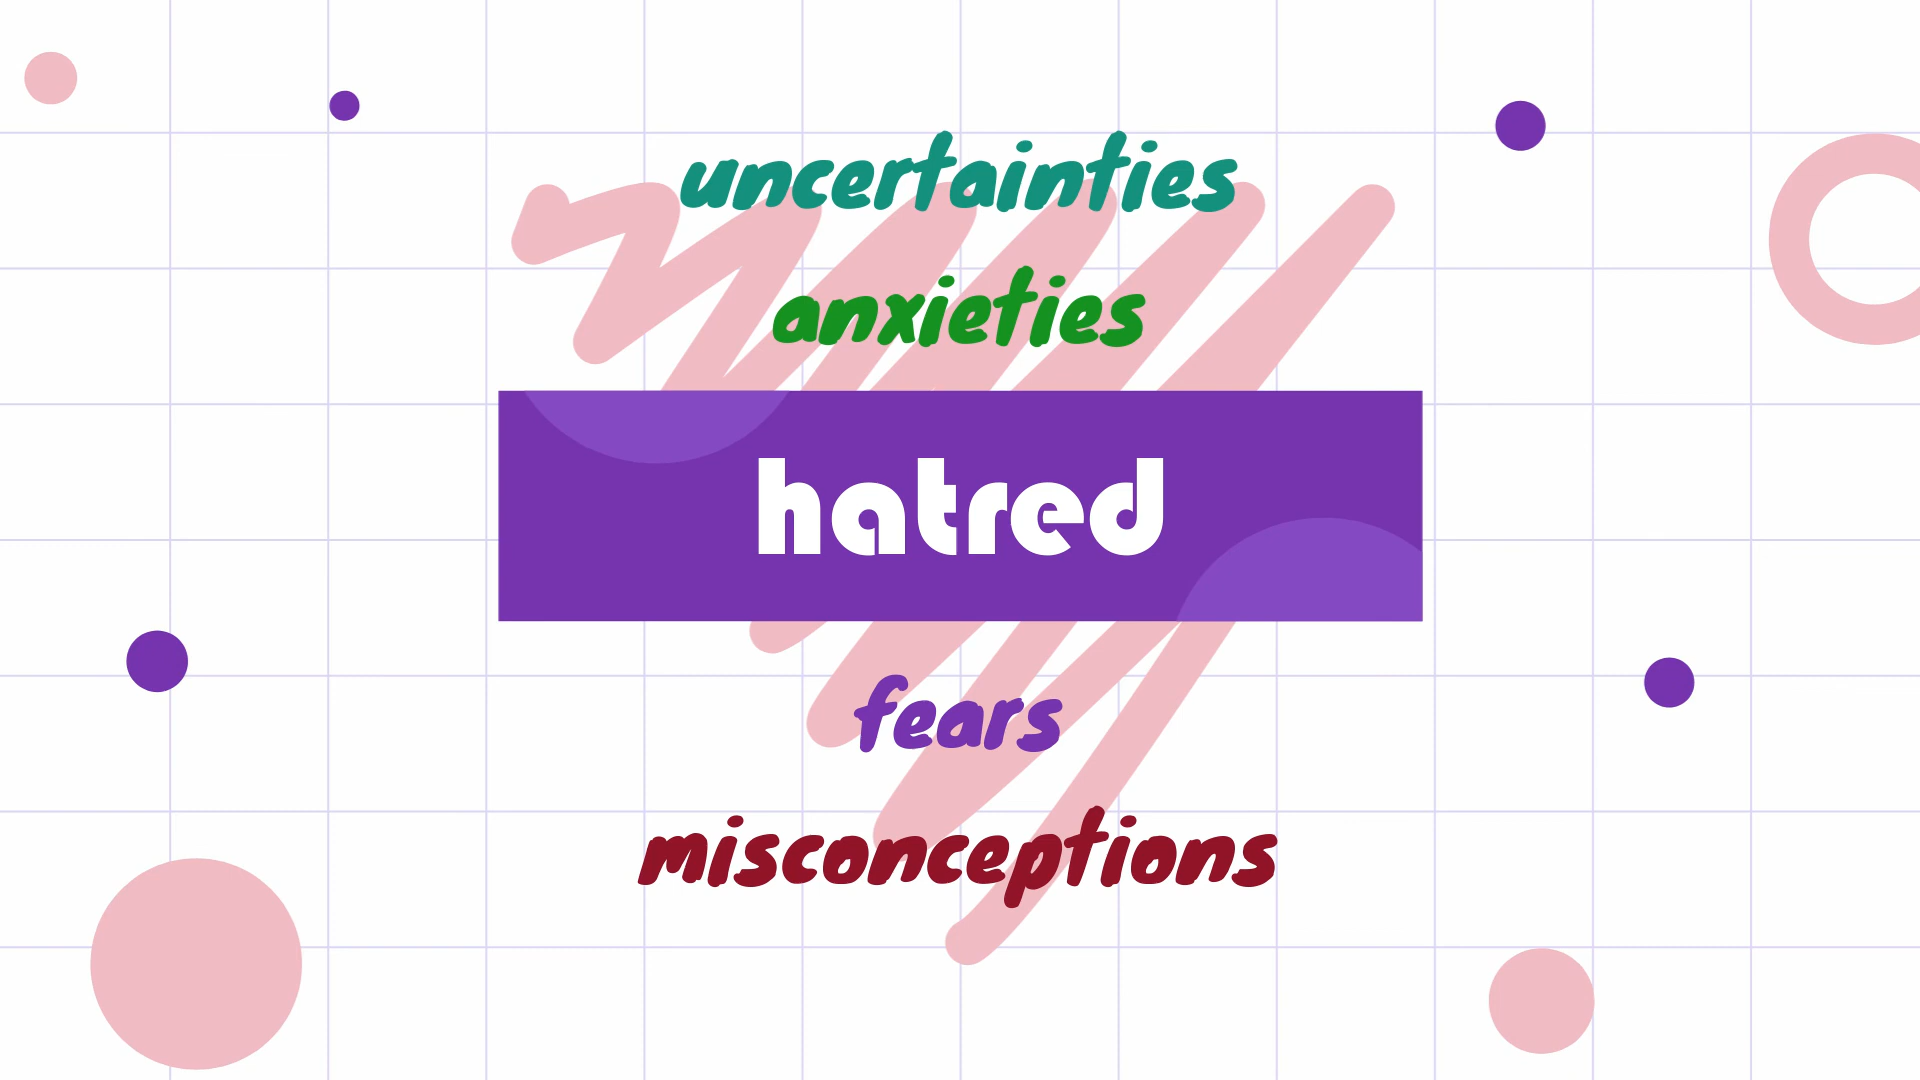 uncertainties
anxieties
hatred
fears
misconceptions